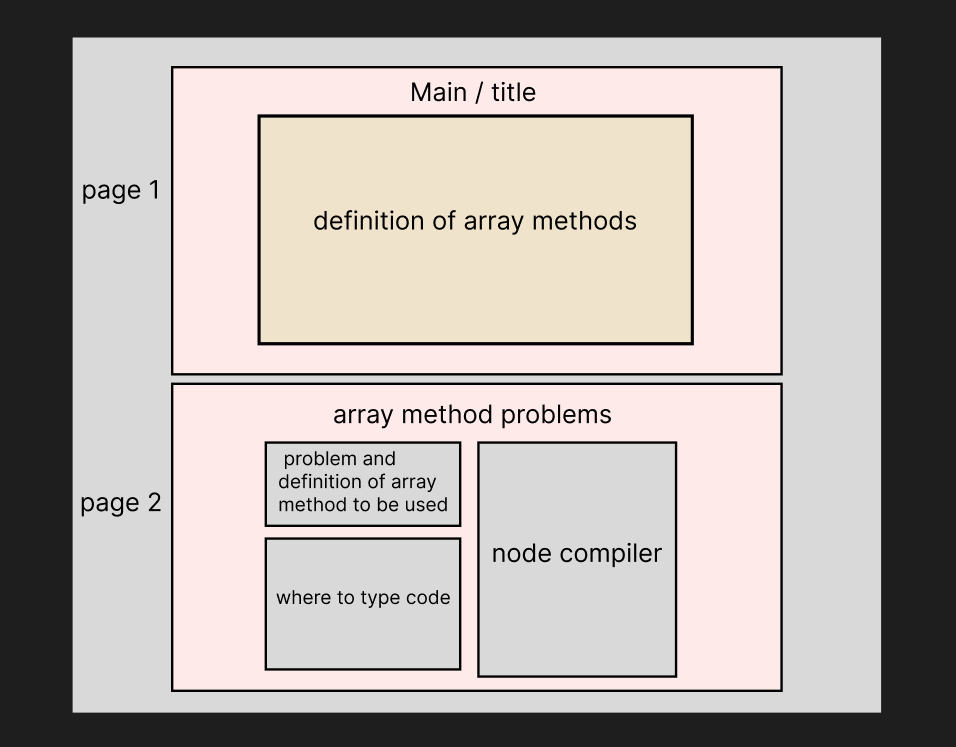 Main / title
page 1
definition of array methods
array method problems
problem and
definition of array
method to be used
page 2
node compiler
where to type code